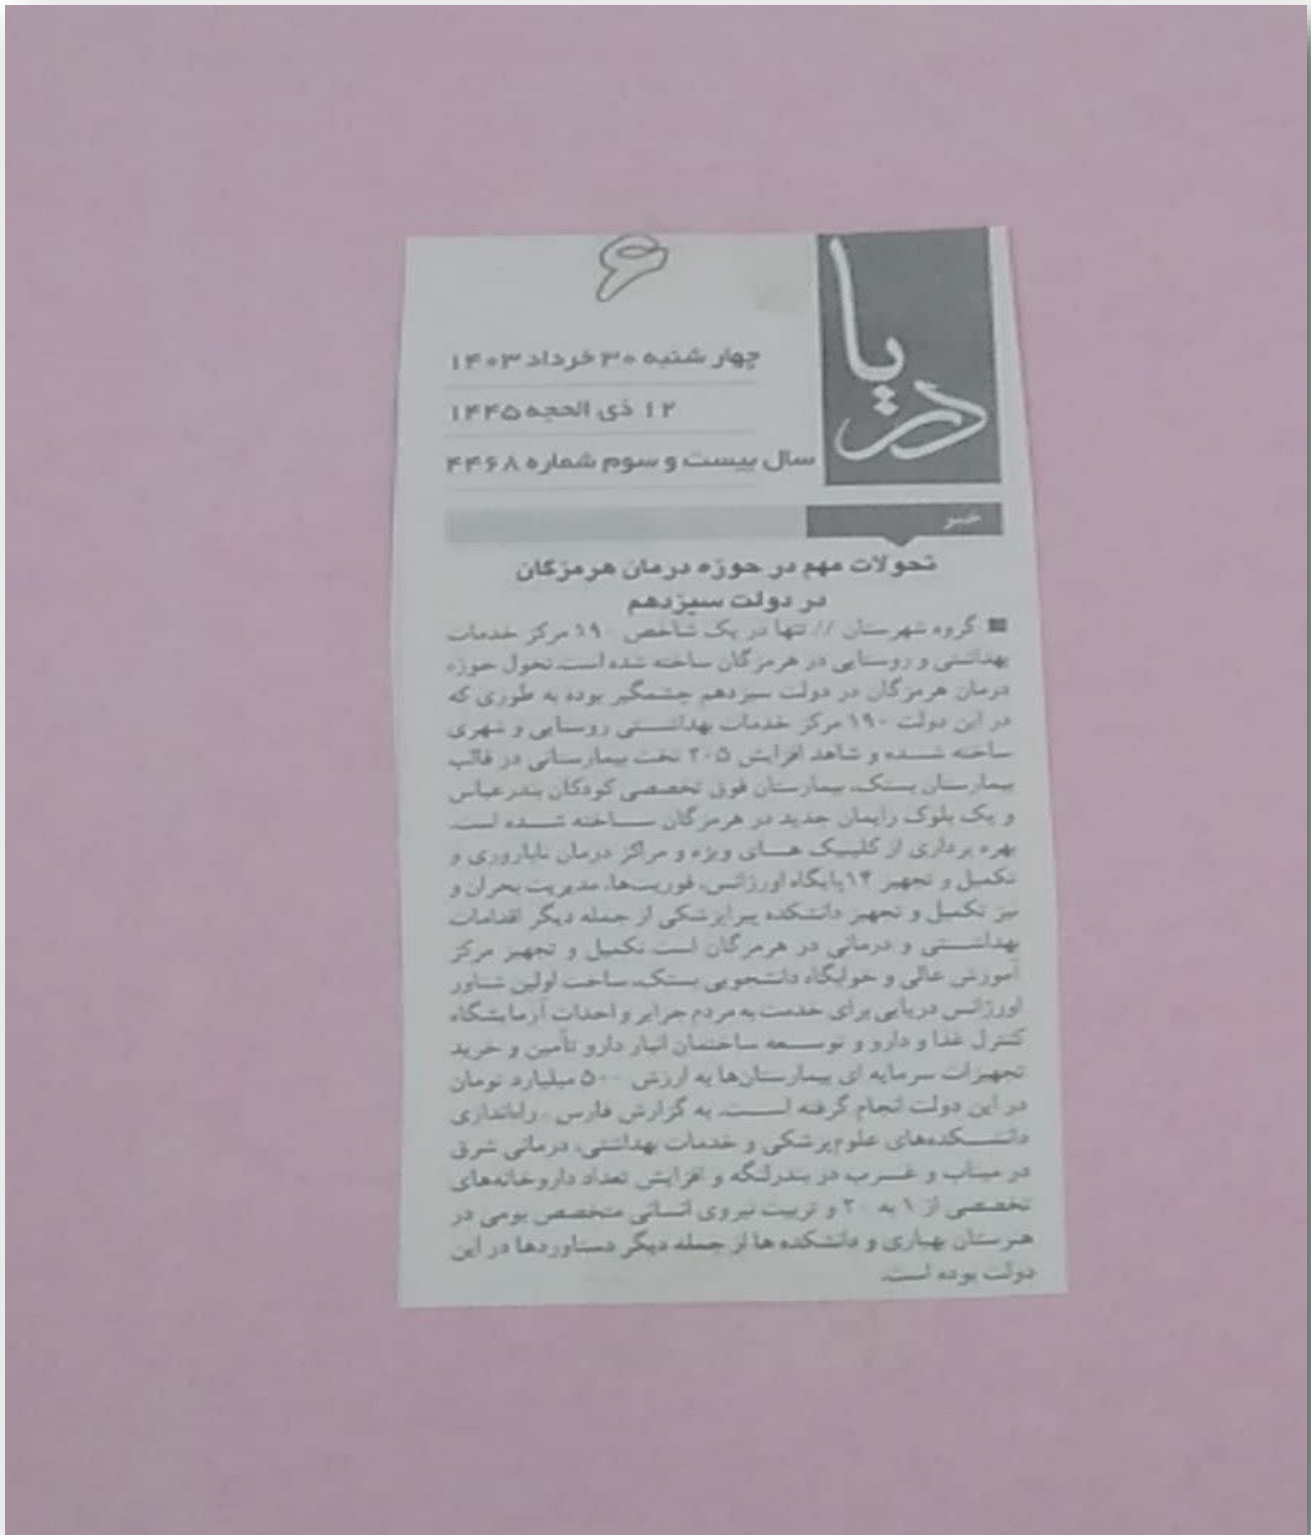 ۶
دریا
چهار شنبه ۳۰ خرداد ۱۴۰۳
۱۲ ذی الحجه ۱۴۴۵
سال بیست و سوم شماره ۴۴۶۸
خبر
تحولات مهم در حوزه درمان هرمزگان
در دولت سیزدهم
■ گروه شهرستان // تنها در یک شاخص ۱۹۰ مرکز خدمات
بهداشتی و روستایی در هرمزگان ساخته شده است. تحول حوزه
درمان هرمزگان در دولت سیزدهم چشمگیر بوده به طوری که
در این دولت ۱۹۰ مرکز خدمات بهداشتی روستایی و شهری
ساخته شده و شاهد افزایش ۲۰۵ تخت بیمارستانی در قالب
بیمارستان بستک، بیمارستان فوق تخصصی کودکان بندرعباس
و یک بلوک زایمان جدید در هرمزگان ساخته شده است.
بهره برداری از کلینیک های ویژه و مراکز درمان ناباروری و
تکمیل و تجهیز ۱۴ پایگاه اورژانس، فوریت‌ها، مدیریت بحران و
نیز تکمیل و تجهیز دانشکده پیراپزشکی از جمله دیگر اقدامات
بهداشتی و درمانی در هرمزگان است. تکمیل و تجهیز مرکز
آموزش عالی و خوابگاه دانشجویی بستک، ساخت اولین شناور
اورژانس دریایی برای خدمت به مردم جزایر و احداث آزمایشگاه
کنترل غذا و دارو و توسعه ساختمان انبار دارو تأمین و خرید
تجهیزات سرمایه ای بیمارستان‌ها به ارزش ۵۰۰ میلیارد تومان
در این دولت انجام گرفته است. به گزارش فارس ، راه‌اندازی
دانشکده‌های علوم‌پزشکی و خدمات بهداشتی، درمانی شرق
در میناب و غرب در بندرلنگه و افزایش تعداد داروخانه‌های
تخصصی از ۱ به ۲۰ و تربیت نیروی انسانی متخصص بومی در
هنرستان بهیاری و دانشکده ها از جمله دیگر دستاوردها در این
دولت بوده است.